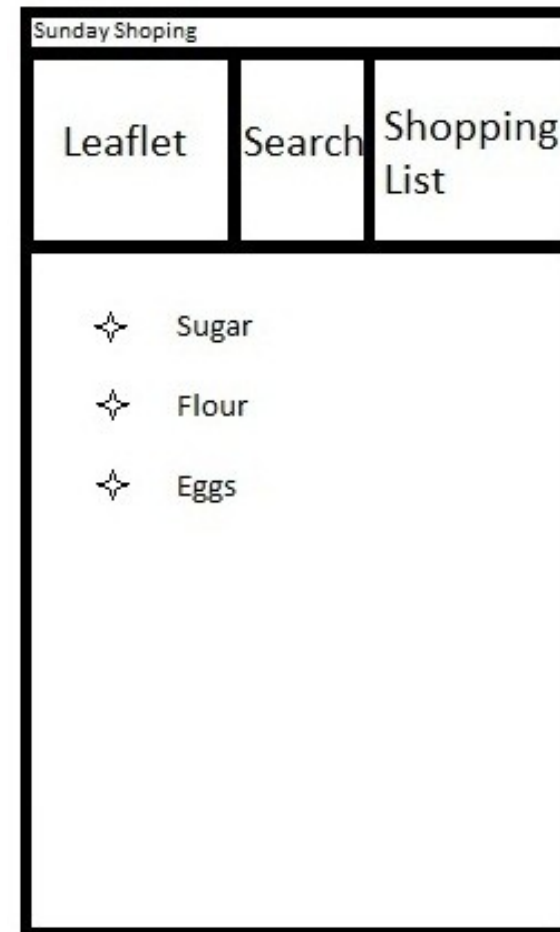 Sunday Shoping
Leaflet
Search
Shopping
List
Sugar
Flour
Eggs